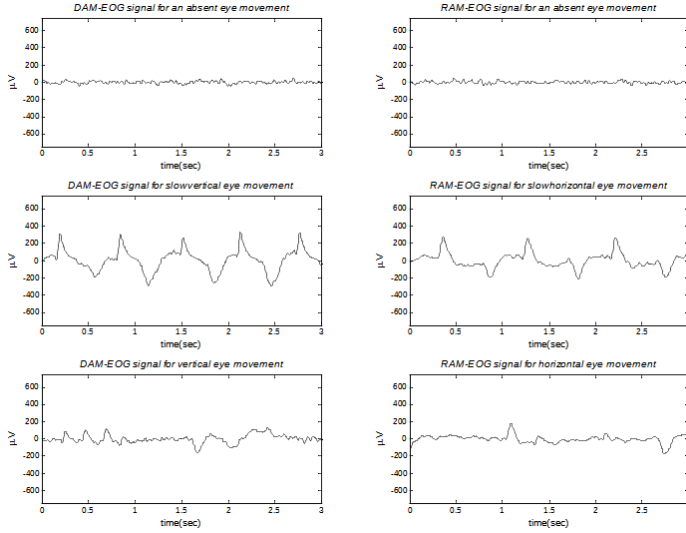 DAM-EOG signal for an absent eye movement
600
400
200
0
-200
-400
-600
µV
0 0.5 1 1.5 2 2.5 3
time(sec)
RAM-EOG signal for an absent eye movement
600
400
200
0
-200
-400
-600
µV
0 0.5 1 1.5 2 2.5
time(sec)
DAM-EOG signal for slowvertical eye movement
600
400
200
0
-200
-400
-600
µV
0 0.5 1 1.5 2 2.5 3
time(sec)
RAM-EOG signal for slowhorizontal eye movement
600
400
200
0
-200
-400
-600
µV
0 0.5 1 1.5 2 2.5
time(sec)
DAM-EOG signal for vertical eye movement
600
400
200
0
-200
-400
-600
µV
0 0.5 1 1.5 2 2.5 3
time(sec)
RAM-EOG signal for horizontal eye movement
600
400
200
0
-200
-400
-600
µV
0 0.5 1 1.5 2 2.5
time(sec)